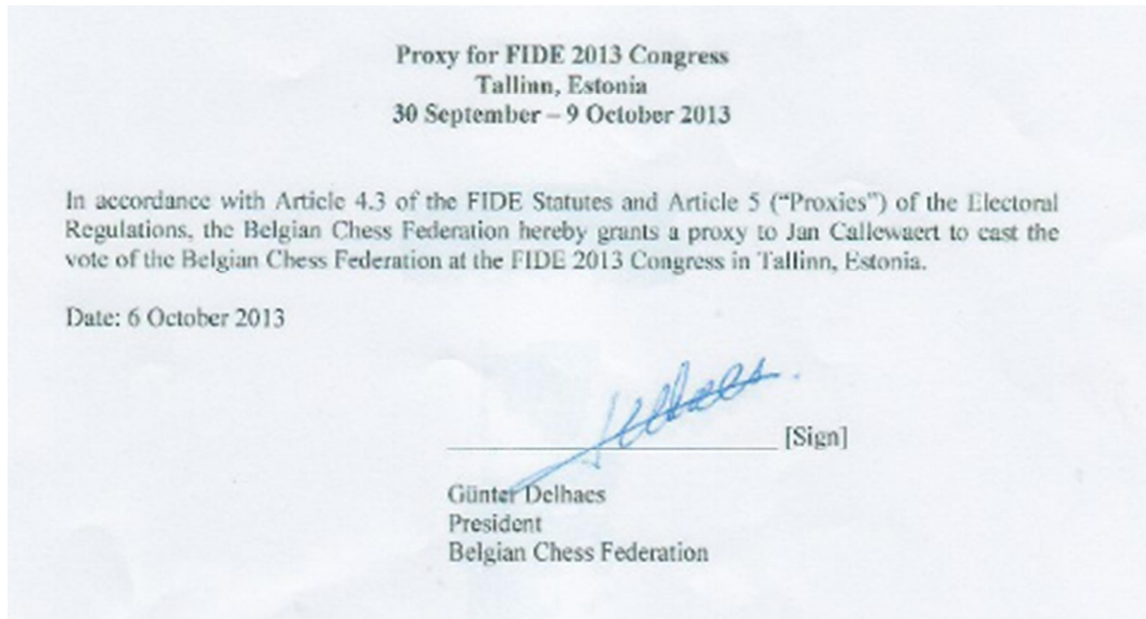 Proxy for FIDE 2013 Congress
Tallinn, Estonia
30 September – 9 October 2013
In accordance with Article 4.3 of the FIDE Statutes and Article 5 (“Proxies”) of the Electoral
Regulations, the Belgian Chess Federation hereby grants a proxy to Jan Callewaert to cast the
vote of the Belgian Chess Federation at the FIDE 2013 Congress in Tallinn, Estonia.
Date: 6 October 2013
[Sign]
Günter Delhaes
President
Belgian Chess Federation